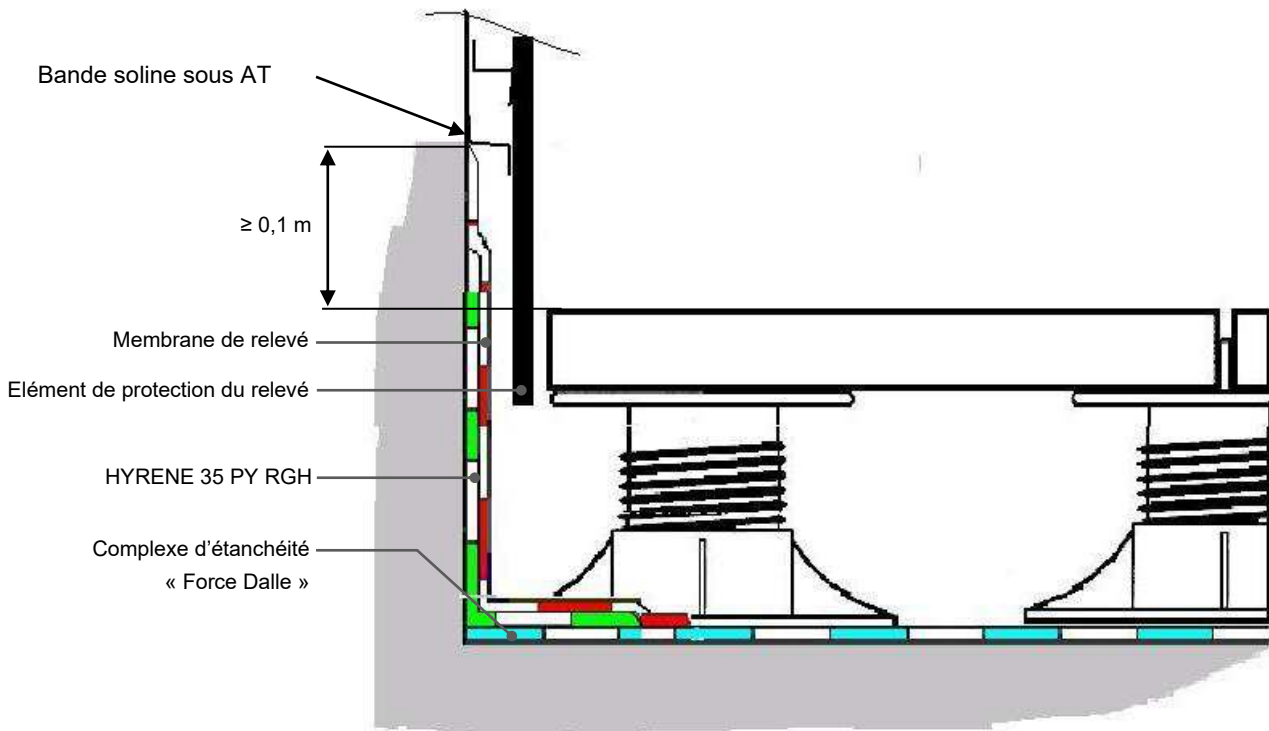 Bande soline sous AT
≥ 0,1 m
Membrane de relevé
Elément de protection du relevé
HYRENE 35 PY RGH
Complexe d’étanchéité
« Force Dalle »